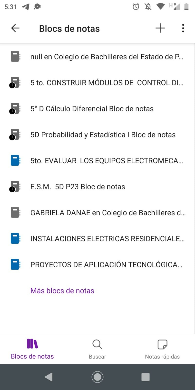 5:31
Blocs de notas
null en Colegio de Bachilleres del Estado de P...
5 to. CONSTRUIR MÓDULOS DE CONTROL DI...
5° D Cálculo Diferencial Bloc de notas
5D Probabilidad y Estadística I Bloc de notas
5to. EVALUAR LOS EQUIPOS ELECTROMECA...
E.S.M. 5D P23 Bloc de notas
GABRIELA DANAE en Colegio de Bachilleres d...
INSTALACIONES ELECTRICAS RESIDENCIALE...
PROYECTOS DE APLICACIÓN TECNOLÓGICA...
Más blocs de notas
Blocs de notas
Buscar
Notas rápidas